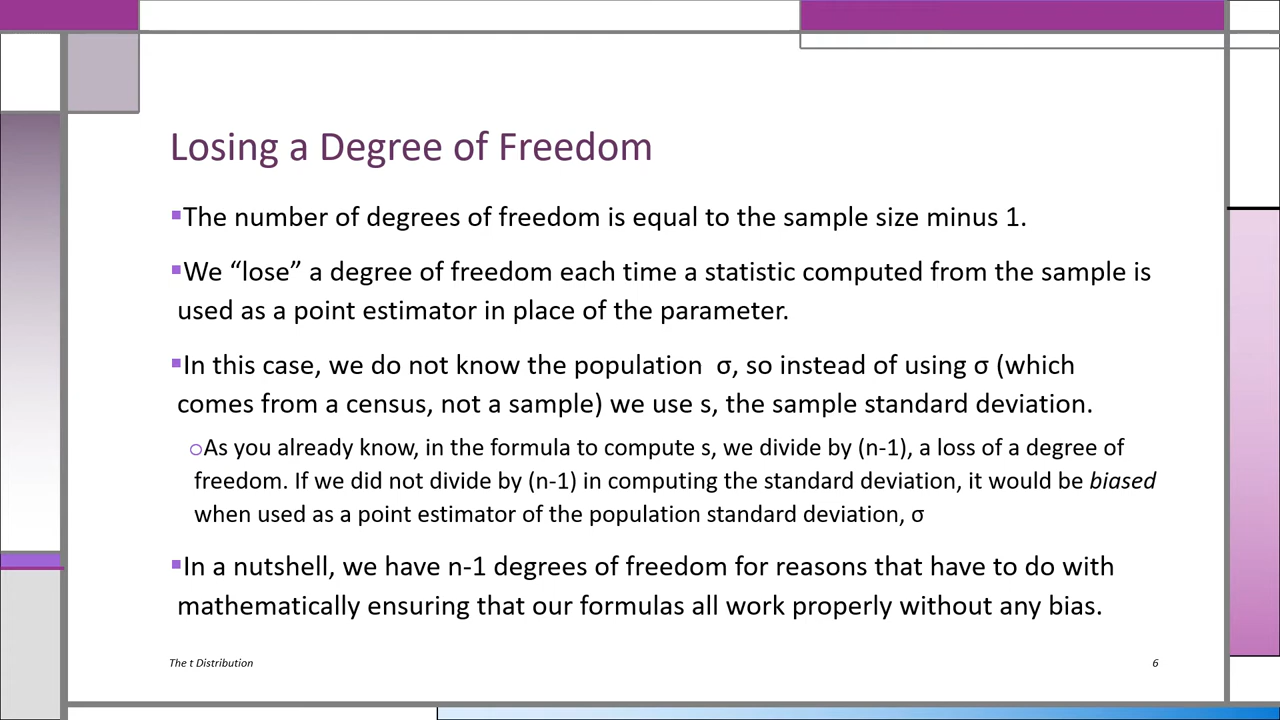 Losing a Degree of Freedom
▪The number of degrees of freedom is equal to the sample size minus 1.
▪We “lose” a degree of freedom each time a statistic computed from the sample is
used as a point estimator in place of the parameter.
▪In this case, we do not know the population  σ, so instead of using σ (which
comes from a census, not a sample) we use s, the sample standard deviation.
oAs you already know, in the formula to compute s, we divide by (n-1), a loss of a degree of
freedom. If we did not divide by (n-1) in computing the standard deviation, it would be biased
when used as a point estimator of the population standard deviation, σ
▪In a nutshell, we have n-1 degrees of freedom for reasons that have to do with
mathematically ensuring that our formulas all work properly without any bias.
The t Distribution
6